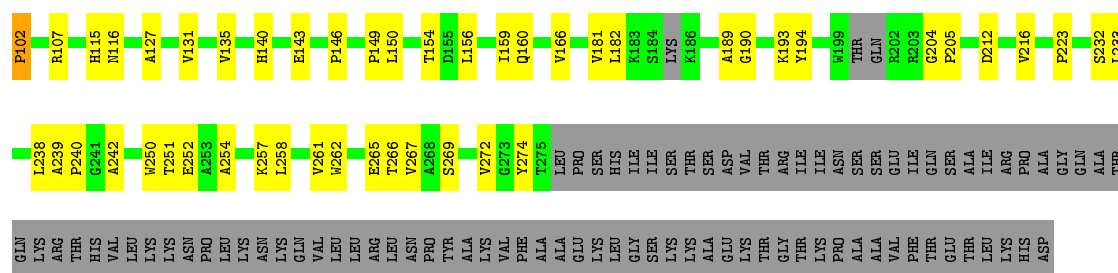 P102 R107 H115 N116 A127 V131 V135 H140 E143 P146 P149 L150 T154 D155 L156 I159 Q160 V166 V181 L182 K183 S184 LYS K186 A189 G190 K193 Y194 W199 THR GLN R202 R203 G204 P205 D212 V216 P223 S232 L233
L238 A239 P240 G241 A242 W250 T251 E252 A253 A254 K257 L258 V261 W262 E265 T266 V267 A268 S269 V272 G273 Y274 T275 LEU PRO SER HIS ILE ILE SER THR SER ASP VAL THR ARG ILE ILE ASN SER SER GLU ILE GLN SER ALA ILE ARG PRO ALA GLY GLN ALA THR
GLN LYS ARG THR HIS VAL LEU LYS LYS ASN PRO LEU LYS ASN LYS GLN VAL LEU LEU ARG LEU ASN PRO TYR ALA LYS VAL PHE ALA ALA GLU LYS LEU GLY SER LYS LYS ALA GLU LYS THR GLY THR LYS PRO ALA ALA VAL PHE THR GLU THR LEU LYS HIS ASP